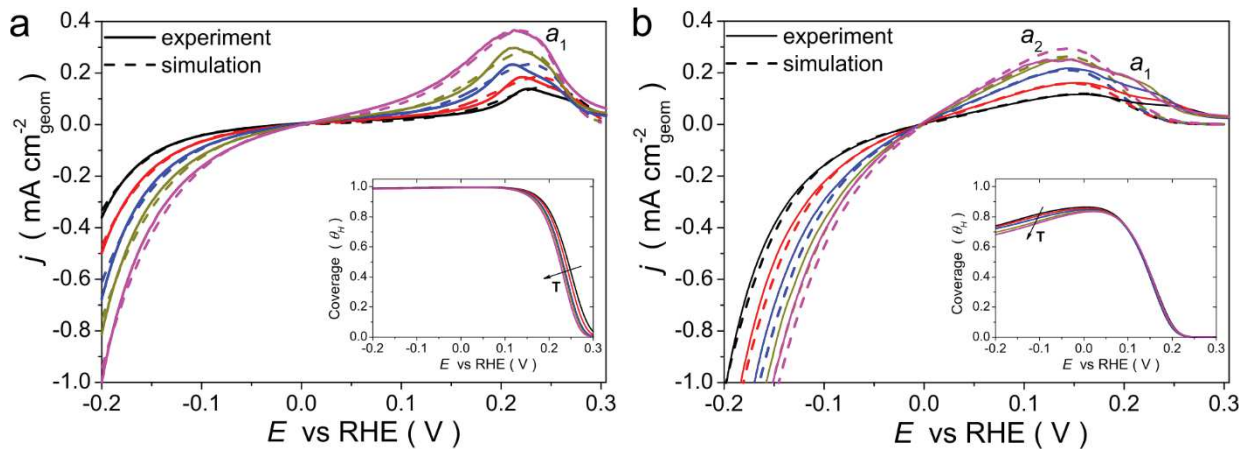 a
experiment
simulation
a1
0.4
0.2
0.0
-0.2
-0.4
-0.6
-0.8
-1.0
j ( mA cm-2 geom )
-0.2 -0.1 0.0 0.1 0.2 0.3
E vs RHE ( V )
Coverage ( θH )
1.0
0.8
0.6
0.4
0.2
0.0
T
-0.2 -0.1 0.0 0.1 0.2 0.3
E vs RHE ( V )
b
experiment
simulation
a2
a1
0.4
0.2
0.0
-0.2
-0.4
-0.6
-0.8
-1.0
j ( mA cm-2 geom )
-0.2 -0.1 0.0 0.1 0.2 0.3
E vs RHE ( V )
Coverage ( θH )
1.0
0.8
0.6
0.4
0.2
0.0
T
-0.2 -0.1 0.0 0.1 0.2 0.3
E vs RHE ( V )